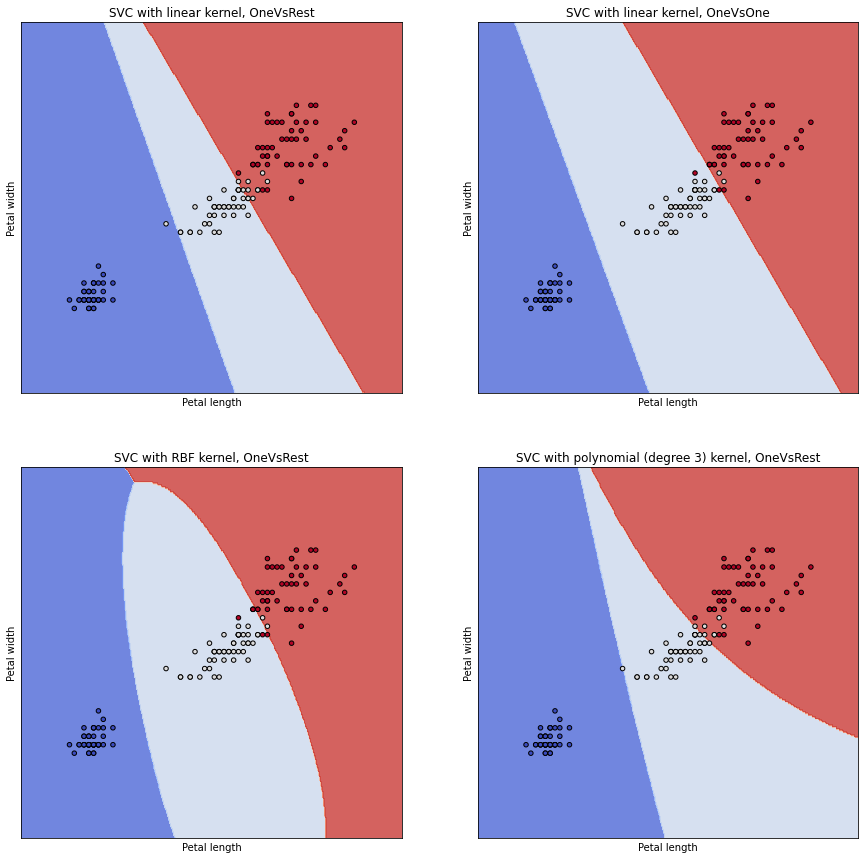 SVC with linear kernel, OneVsRest
Petal width
Petal length
SVC with linear kernel, OneVsOne
Petal width
Petal length
SVC with RBF kernel, OneVsRest
Petal width
Petal length
SVC with polynomial (degree 3) kernel, OneVsRest
Petal width
Petal length